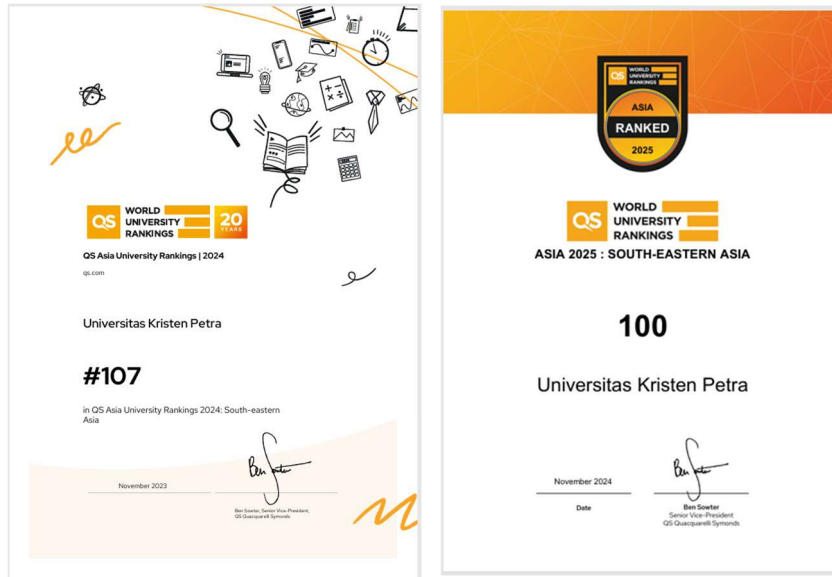 QS WORLD
UNIVERSITY
RANKINGS
20
YEARS
QS Asia University Rankings | 2024
qs.com
Universitas Kristen Petra
#107
in QS Asia University Rankings 2024: South-eastern
Asia
November 2023
Ben Sowter, Senior Vice-President,
QS Quacquarelli Symonds
QS WORLD
UNIVERSITY
RANKINGS
ASIA
RANKED
2025
QS WORLD
UNIVERSITY
RANKINGS
ASIA 2025 : SOUTH-EASTERN ASIA
100
Universitas Kristen Petra
November 2024
Date
Ben Sowter
Senior Vice-President
QS Quacquarelli Symonds